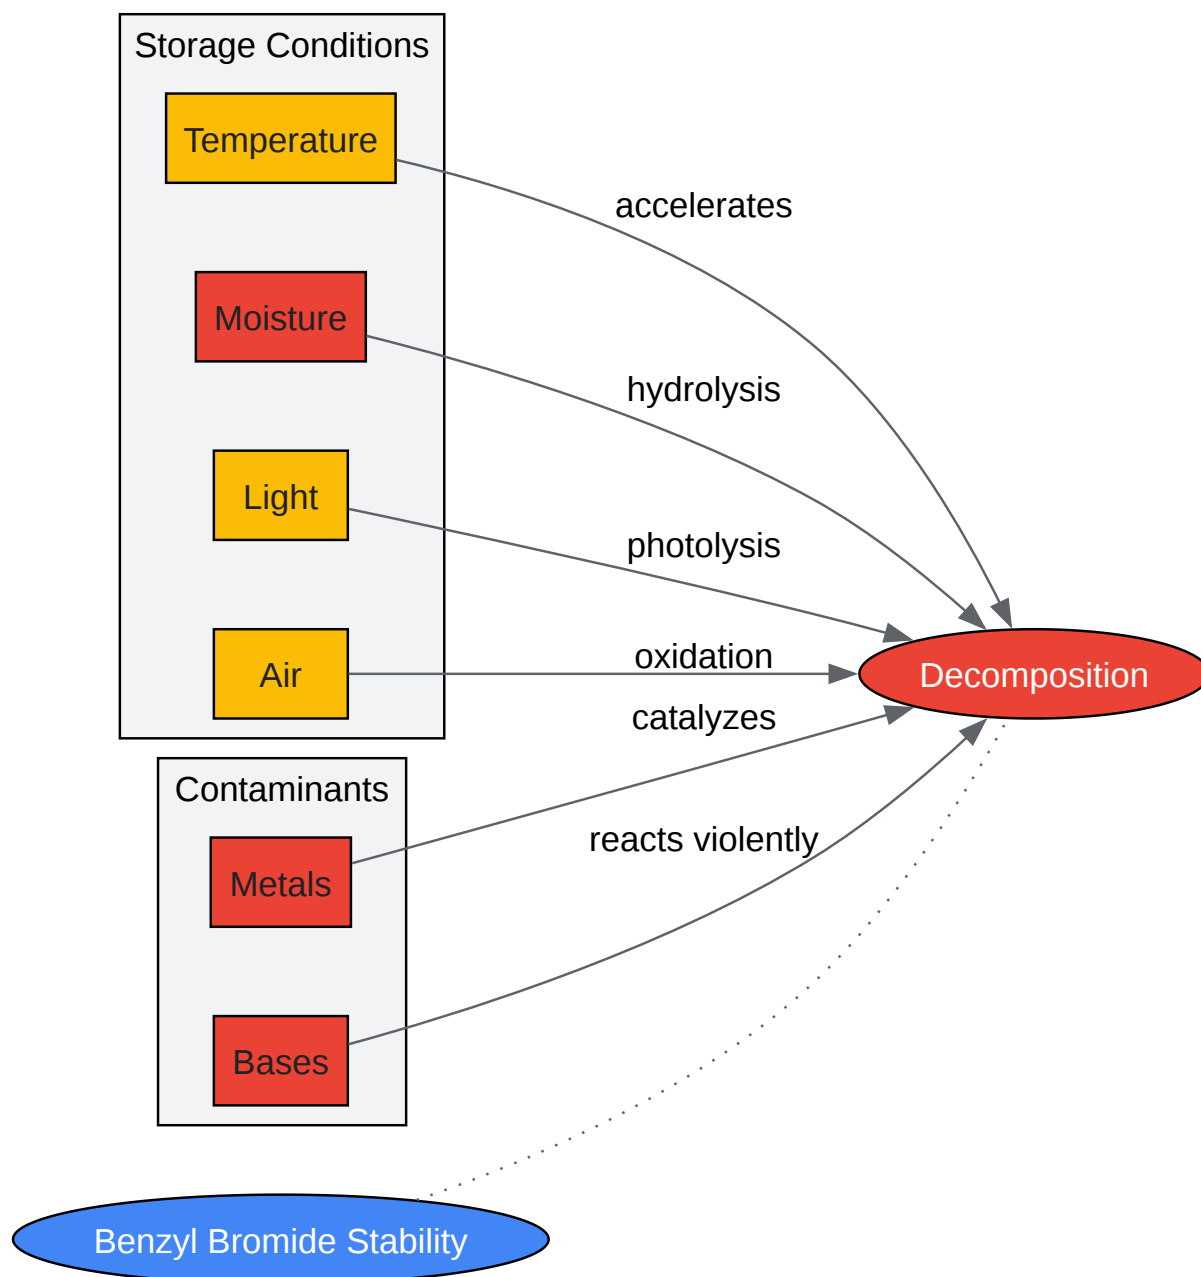 Storage Conditions
Temperature
accelerates
Moisture
hydrolysis
Light
photolysis
Air
oxidation
Decomposition
catalyzes
Contaminants
Metals
reacts violently
Bases
Benzyl Bromide Stability